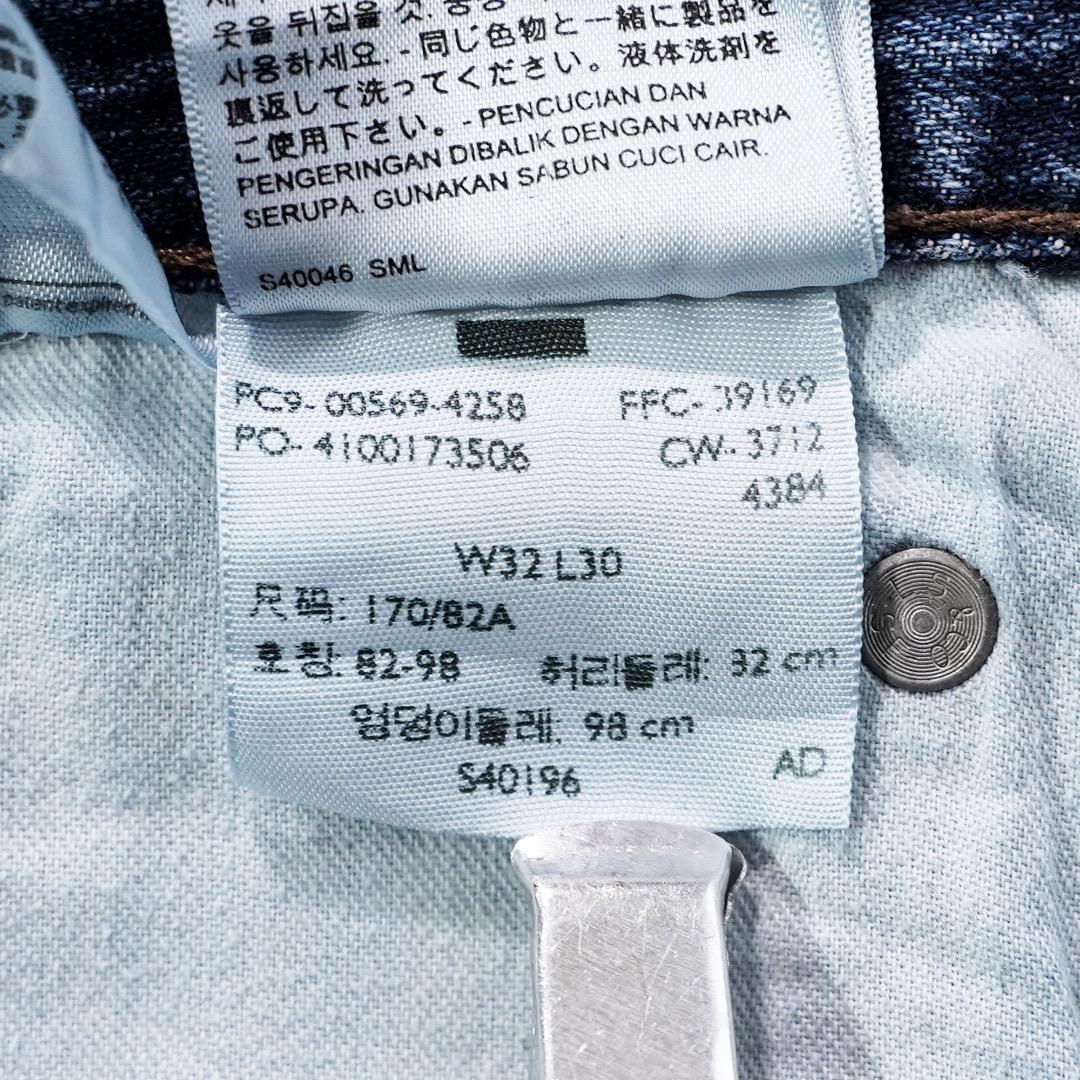 옷을 뒤집을 것.
사용하세요. - 同じ色物と一緒に製品を
裏返して洗ってください。液体洗剤を
ご使用下さい。- PENCUCIAN DAN
PENGERINGAN DIBALIK DENGAN WARNA
SERUPA. GUNAKAN SABUN CUCI CAIR.
S40046 SML
PC9-00569-4258 FFC-39169
PO-4100173506 CW-3712
4384
W32 L30
尺码: 170/82A
호칭: 82-98 허리둘레: 82 cm
엉덩이둘레: 98 cm
S40196 AD